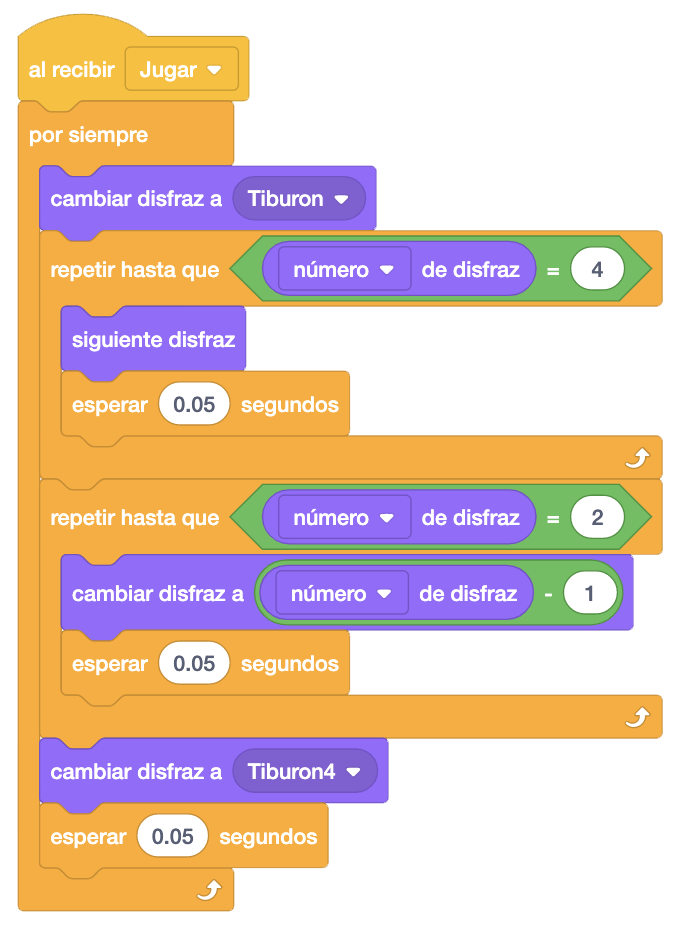 al recibir Jugar
por siempre
cambiar disfraz a Tiburon
repetir hasta que número de disfraz = 4
siguiente disfraz
esperar 0.05 segundos
repetir hasta que número de disfraz = 2
cambiar disfraz a número de disfraz - 1
esperar 0.05 segundos
cambiar disfraz a Tiburon4
esperar 0.05 segundos